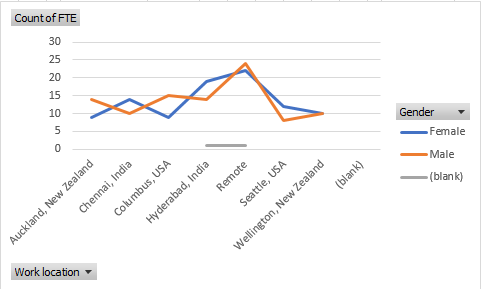 Count of FTE
30
25
20
15
10
5
0
Auckland, New Zealand
Chennai, India
Columbus, USA
Hyderabad, India
Remote
Seattle, USA
Wellington, New Zealand
(blank)
Gender
Female
Male
(blank)
Work location